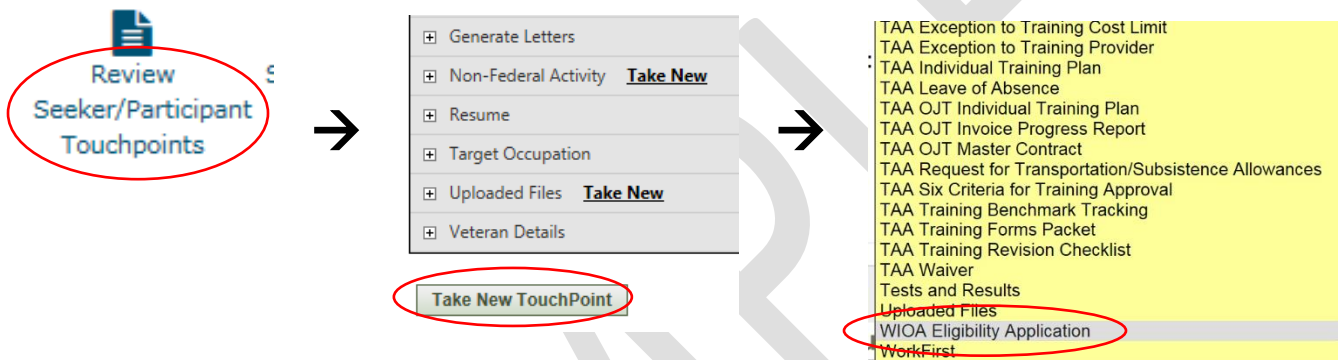 Review
Seeker/Participant
Touchpoints
Generate Letters
Non-Federal Activity Take New
Resume
Target Occupation
Uploaded Files Take New
Veteran Details
Take New TouchPoint
TAA Exception to Training Cost Limit
TAA Exception to Training Provider
TAA Individual Training Plan
TAA Leave of Absence
TAA OJT Individual Training Plan
TAA OJT Invoice Progress Report
TAA OJT Master Contract
TAA Request for Transportation/Subsistence Allowances
TAA Six Criteria for Training Approval
TAA Training Benchmark Tracking
TAA Training Forms Packet
TAA Training Revision Checklist
TAA Waiver
Tests and Results
Uploaded Files
WIOA Eligibility Application
WorkFirst